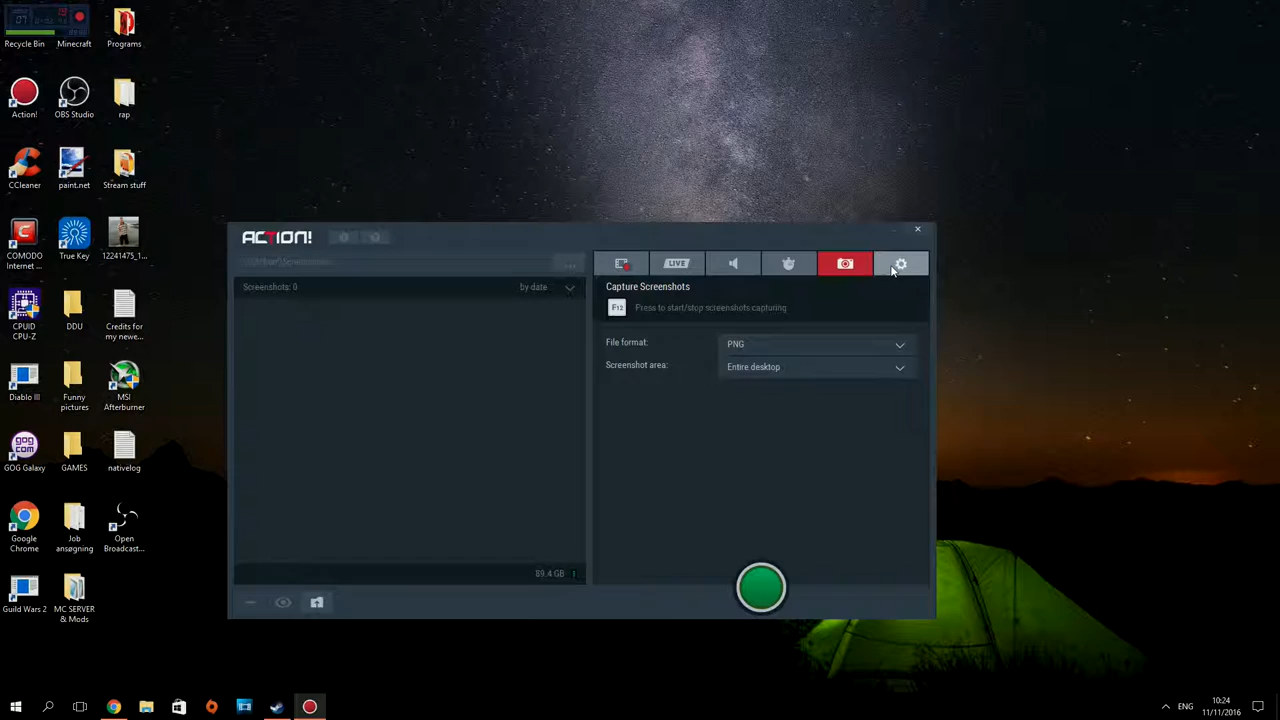 Recycle Bin
Minecraft
Programs
Action!
OBS Studio
rap
CCleaner
paint.net
Stream stuff
COMODO
Internet ...
True Key
12241475_1...
CPUID
CPU-Z
DDU
Credits for
my newe...
Diablo III
Funny
pictures
MSI
Afterburner
GOG Galaxy
GAMES
nativelog
Google
Chrome
Job
ansøgning
Open
Broadcast...
Guild Wars 2
MC SERVER
& Mods
ACTION!
LIVE
Screenshots: 0
by date
Capture Screenshots
F12
Press to start/stop screenshots capturing
File format:
PNG
Screenshot area:
Entire desktop
89.4 GB
ENG
10:24
11/11/2016